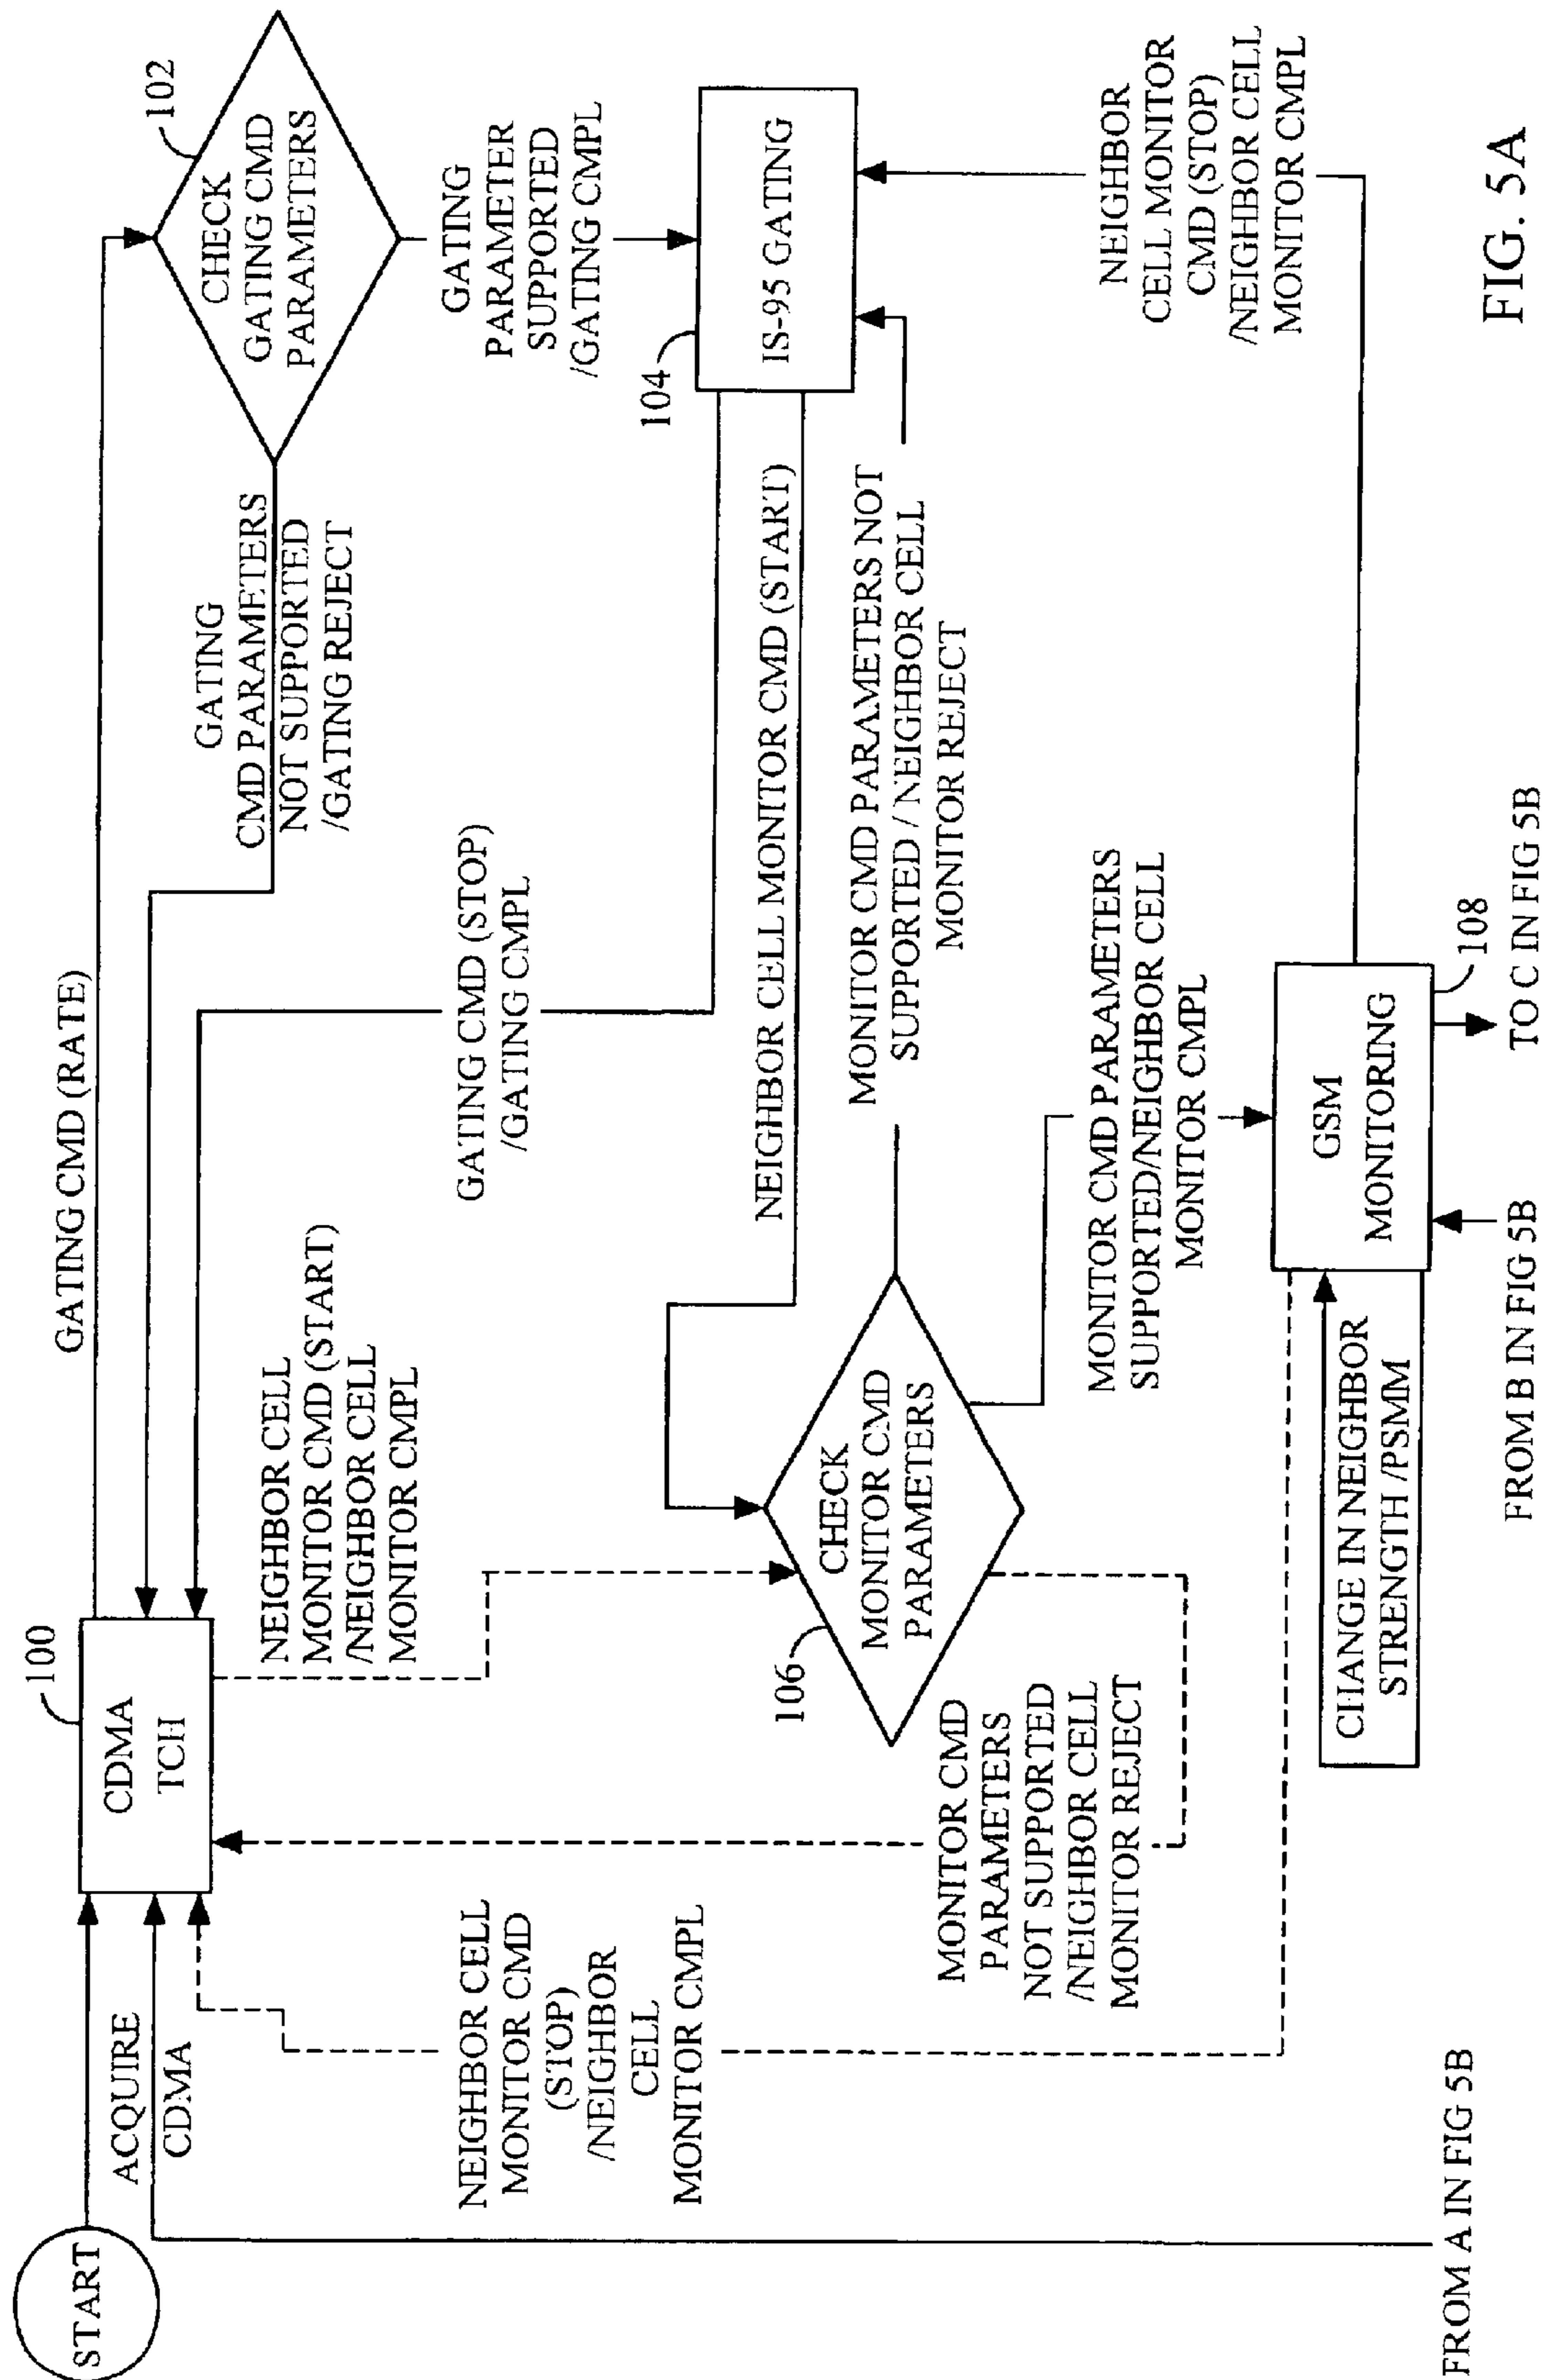 START
ACQUIRE
CDMA
100
CDMA
TCH
GATING CMD (RATE)
102
CHECK
GATING CMD
PARAMETERS
GATING
CMD PARAMETERS
NOT SUPPORTED
/GATING REJECT
GATING
PARAMETER
SUPPORTED
/GATING CMPL
NEIGHBOR CELL
MONITOR CMD (START)
/NEIGHBOR CELL
MONITOR CMPL
GATING CMD (STOP)
/GATING CMPL
104
IS-95 GATING
NEIGHBOR CELL
MONITOR CMD
(STOP)
/NEIGHBOR
CELL
MONITOR CMPL
NEIGHBOR CELL MONITOR CMD (START)
106
CHECK
MONITOR CMD
PARAMETERS
MONITOR CMD PARAMETERS NOT
SUPPORTED / NEIGHBOR CELL
MONITOR REJECT
MONITOR CMD
PARAMETERS
NOT SUPPORTED
/NEIGHBOR CELL
MONITOR REJECT
MONITOR CMD PARAMETERS
SUPPORTED/NEIGHBOR CELL
MONITOR CMPL
NEIGHBOR
CELL MONITOR
CMD (STOP)
/NEIGHBOR CELL
MONITOR CMPL
CHANGE IN NEIGHBOR
STRENGTH /PSMM
GSM
MONITORING
108
FROM A IN FIG 5B
FROM B IN FIG 5B
TO C IN FIG 5B
FIG. 5A